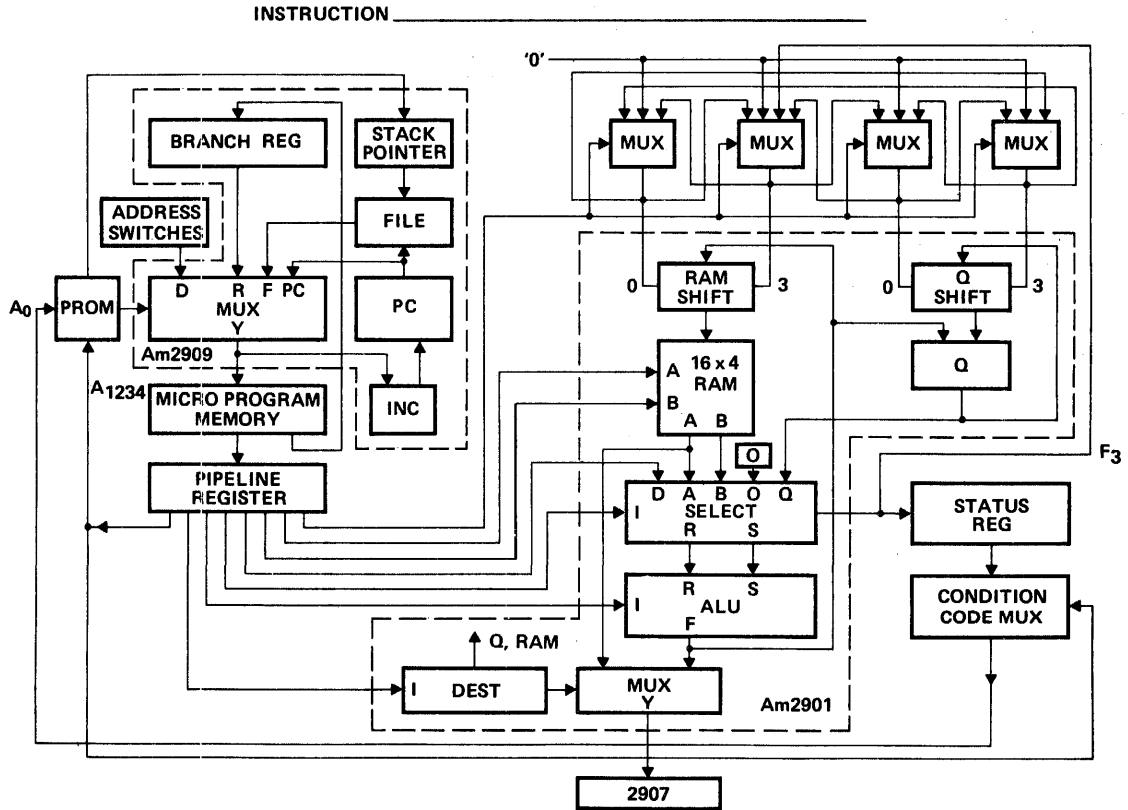 INSTRUCTION
'0'
MUX
MUX
MUX
MUX
BRANCH REG
STACK
POINTER
ADDRESS
SWITCHES
FILE
D R F PC
MUX
Y
PC
A0
PROM
Am2909
A1234
MICRO PROGRAM
MEMORY
INC
PIPELINE
REGISTER
0
RAM
SHIFT
3
0
Q
SHIFT
3
16 x 4
RAM
A
B
A B
Q
O
D A B O Q
I
SELECT
R S
F3
STATUS
REG
R S
I
ALU
F
CONDITION
CODE MUX
Q, RAM
I
DEST
MUX
Y
Am2901
2907